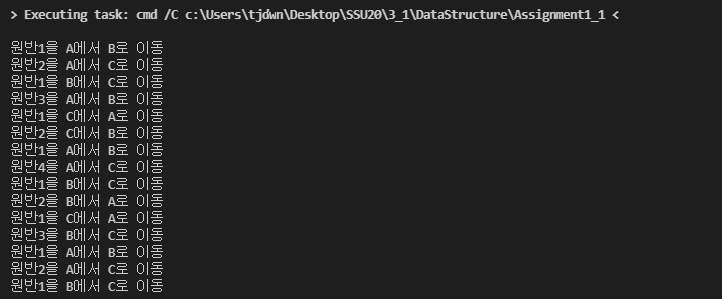 > Executing task: cmd /C c:\Users\tjdwn\Desktop\SSU20\3_1\DataStructure\Assignment1_1 <
원반1을 A에서 B로 이동
원반2을 A에서 C로 이동
원반1을 B에서 C로 이동
원반3을 A에서 B로 이동
원반1을 C에서 A로 이동
원반2을 C에서 B로 이동
원반1을 A에서 B로 이동
원반4을 A에서 C로 이동
원반1을 B에서 C로 이동
원반2을 B에서 A로 이동
원반1을 C에서 A로 이동
원반3을 B에서 C로 이동
원반1을 A에서 B로 이동
원반2을 A에서 C로 이동
원반1을 B에서 C로 이동